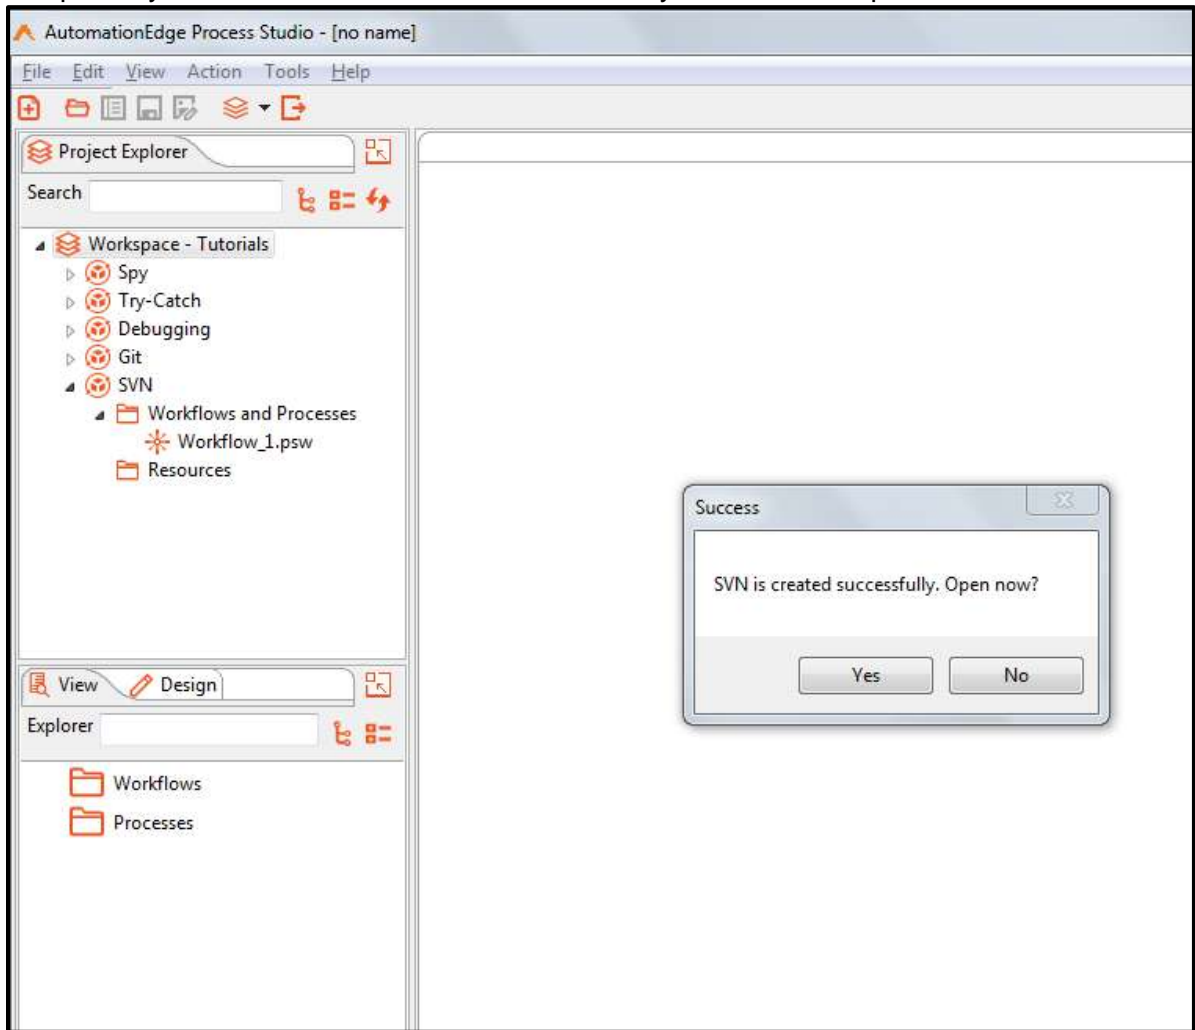 AutomationEdge Process Studio - [no name]
File Edit View Action Tools Help
Project Explorer
Search
Workspace - Tutorials
Spy
Try-Catch
Debugging
Git
SVN
Workflows and Processes
Workflow_1.psw
Resources
Success
SVN is created successfully. Open now?
Yes No
View Design
Explorer
Workflows
Processes